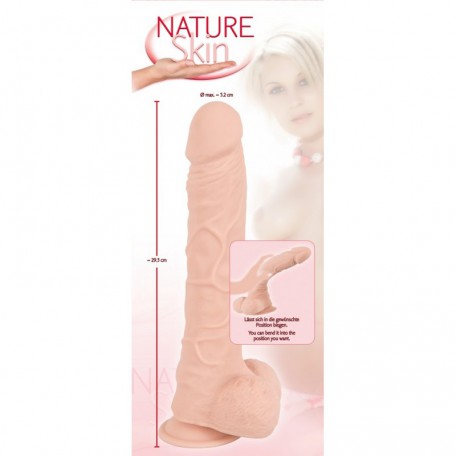 NATURE
Skin
Ø max. ~ 5.2 cm
~ 29.5 cm
Lässt sich in die gewünschte
Position biegen.
You can bend it into the
position you want.
NATURE